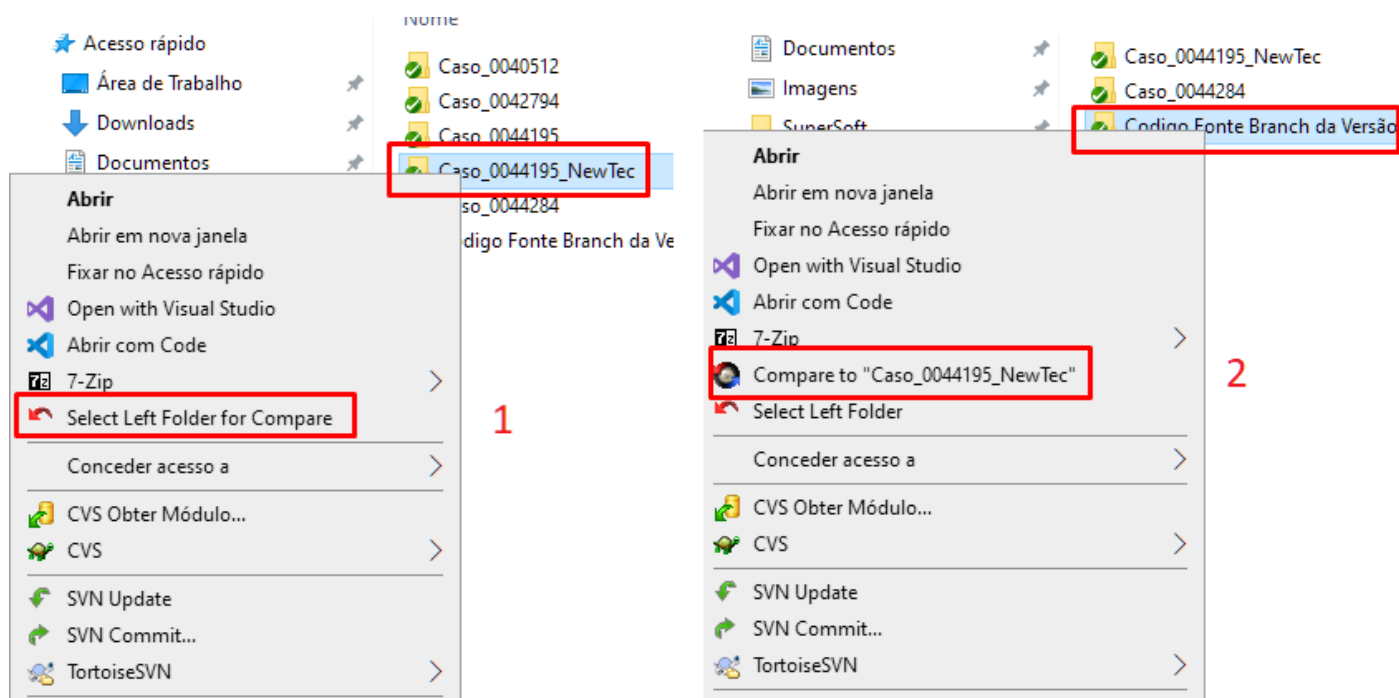 Nome
Acesso rápido
Área de Trabalho
Downloads
Documentos
Caso_0040512
Caso_0042794
Caso_0044195
Caso_0044195_NewTec
so_0044284
digo Fonte Branch da Ve
Abrir
Abrir em nova janela
Fixar no Acesso rápido
Open with Visual Studio
Abrir com Code
7-Zip
Select Left Folder for Compare
1
Conceder acesso a
CVS Obter Módulo...
CVS
SVN Update
SVN Commit...
TortoiseSVN
Documentos
Imagens
SuperSoft
Caso_0044195_NewTec
Caso_0044284
Codigo Fonte Branch da Versão
Abrir
Abrir em nova janela
Fixar no Acesso rápido
Open with Visual Studio
Abrir com Code
7-Zip
Compare to "Caso_0044195_NewTec"
2
Select Left Folder
Conceder acesso a
CVS Obter Módulo...
CVS
SVN Update
SVN Commit...
TortoiseSVN